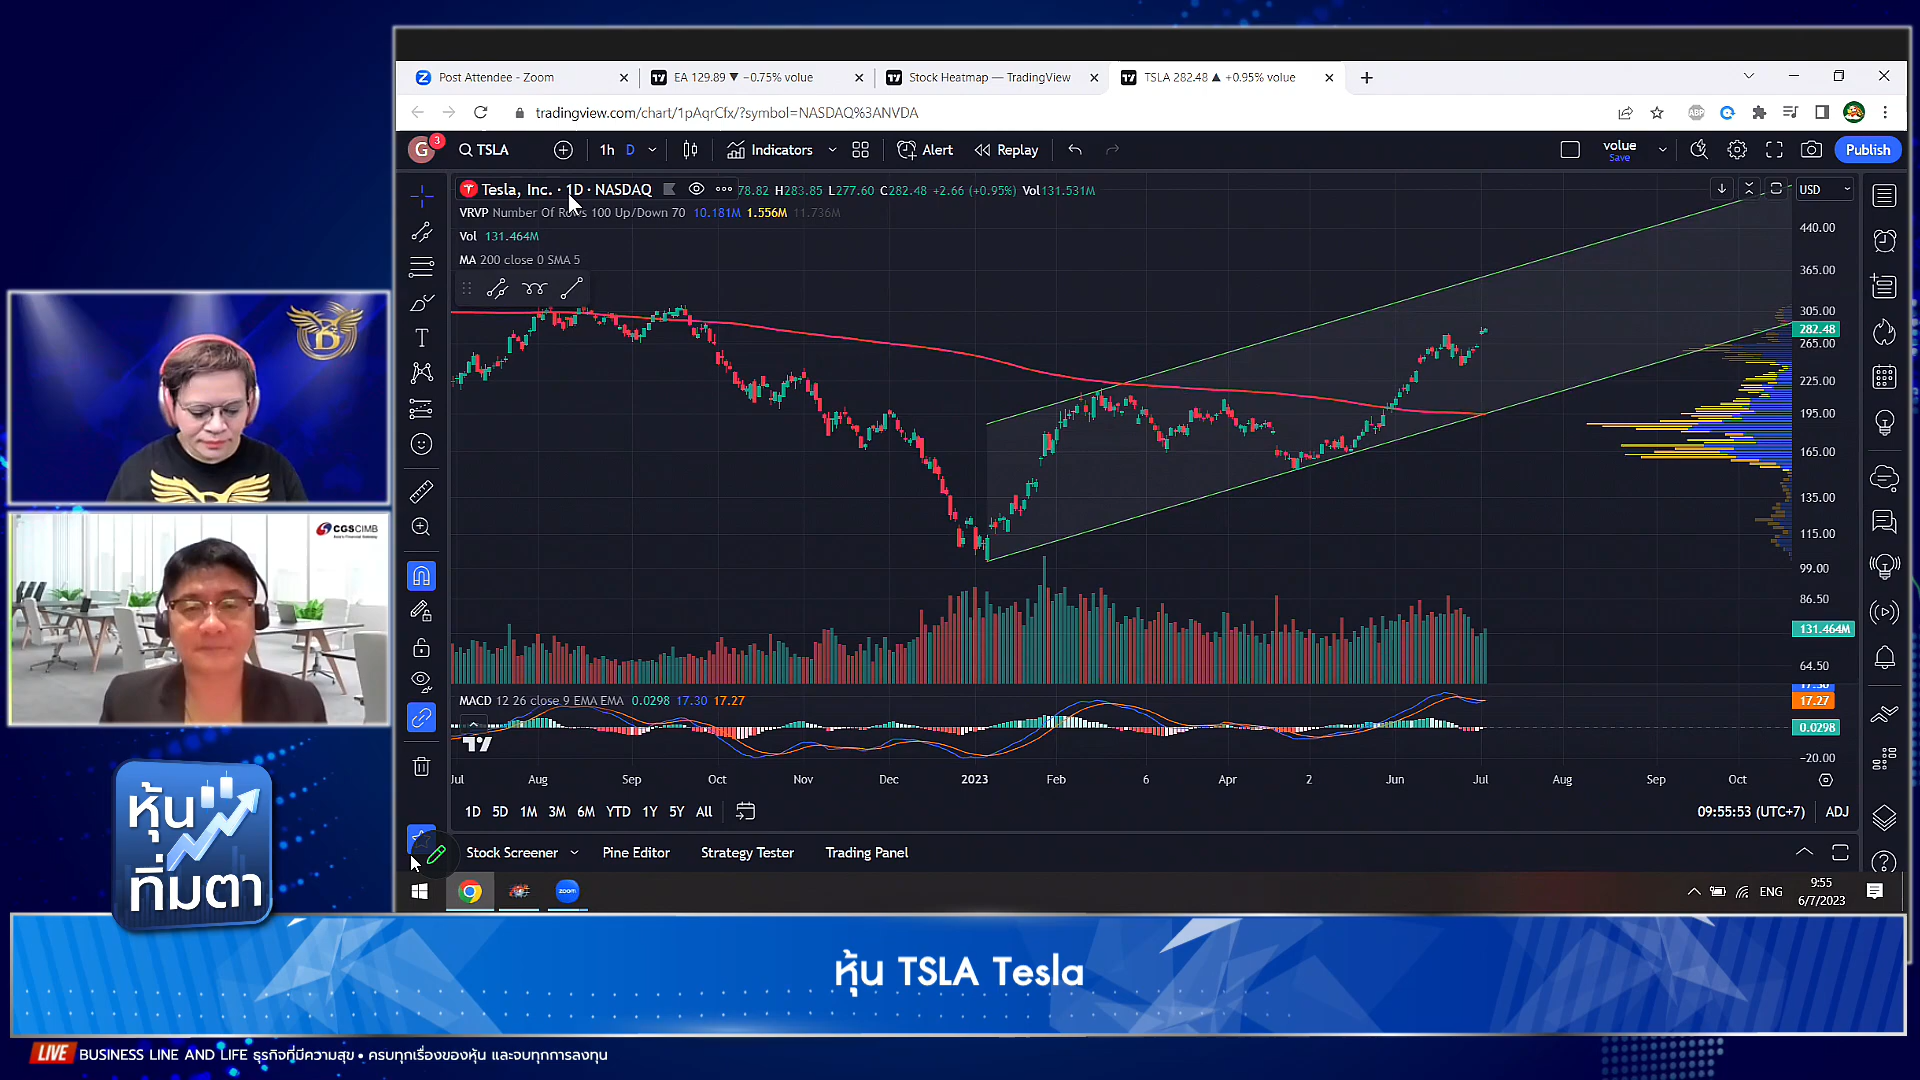 Post Attendee - Zoom
EA 129.89 ▼ −0.75% volue
Stock Heatmap — TradingView
TSLA 282.48 ▲ +0.95% volue
tradingview.com/chart/1pAqrCfx/?symbol=NASDAQ%3ANVDA
G 3
TSLA
1h D
Indicators
Alert
Replay
volue
Save
Publish
Tesla, Inc. · 1D · NASDAQ
78.82 H283.85 L277.60 C282.48 +2.66 (+0.95%) Vol131.531M
USD
VRVP Number Of Rows 100 Up/Down 70 10.181M 1.556M 11.736M
Vol 131.464M
MA 200 close 0 SMA 5
440.00
365.00
305.00
282.48
265.00
225.00
195.00
165.00
135.00
115.00
99.00
86.50
131.464M
64.50
MACD 12 26 close 9 EMA EMA 0.0298 17.30 17.27
17.30
17.27
0.0298
−20.00
Jul Aug Sep Oct Nov Dec 2023 Feb 6 Apr 2 Jun Jul Aug Sep Oct
1D 5D 1M 3M 6M YTD 1Y 5Y All
09:55:53 (UTC+7) ADJ
Stock Screener
Pine Editor
Strategy Tester
Trading Panel
zoom
ENG
9:55
6/7/2023
CGS CIMB
หุ้น
ทิ่มตา
หุ้น TSLA Tesla
LIVE BUSINESS LINE AND LIFE ธุรกิจที่มีความสุข • ครบทุกเรื่องของหุ้น และจบทุกการลงทุน